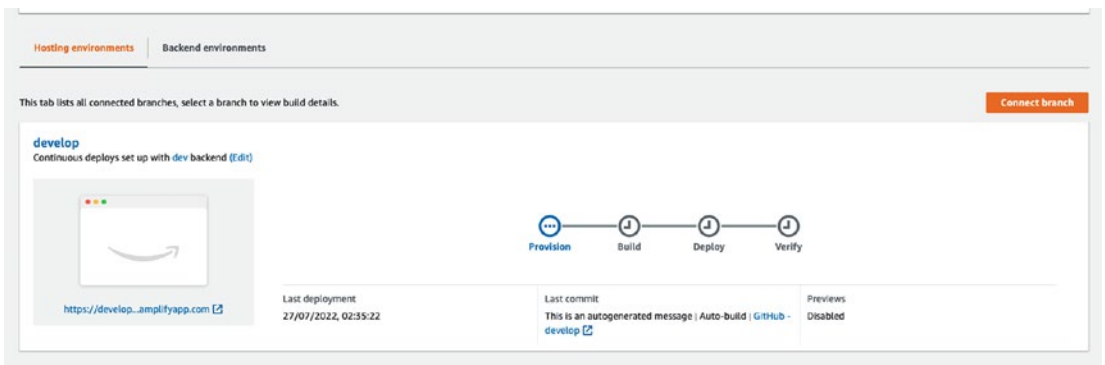 Hosting environments
Backend environments
This tab lists all connected branches, select a branch to view build details.
Connect branch
develop
Continuous deploys set up with dev backend (Edit)
Provision
Build
Deploy
Verify
https://develop...amplifyapp.com
Last deployment
27/07/2022, 02:35:22
Last commit
This is an autogenerated message | Auto-build | GitHub -
develop
Previews
Disabled